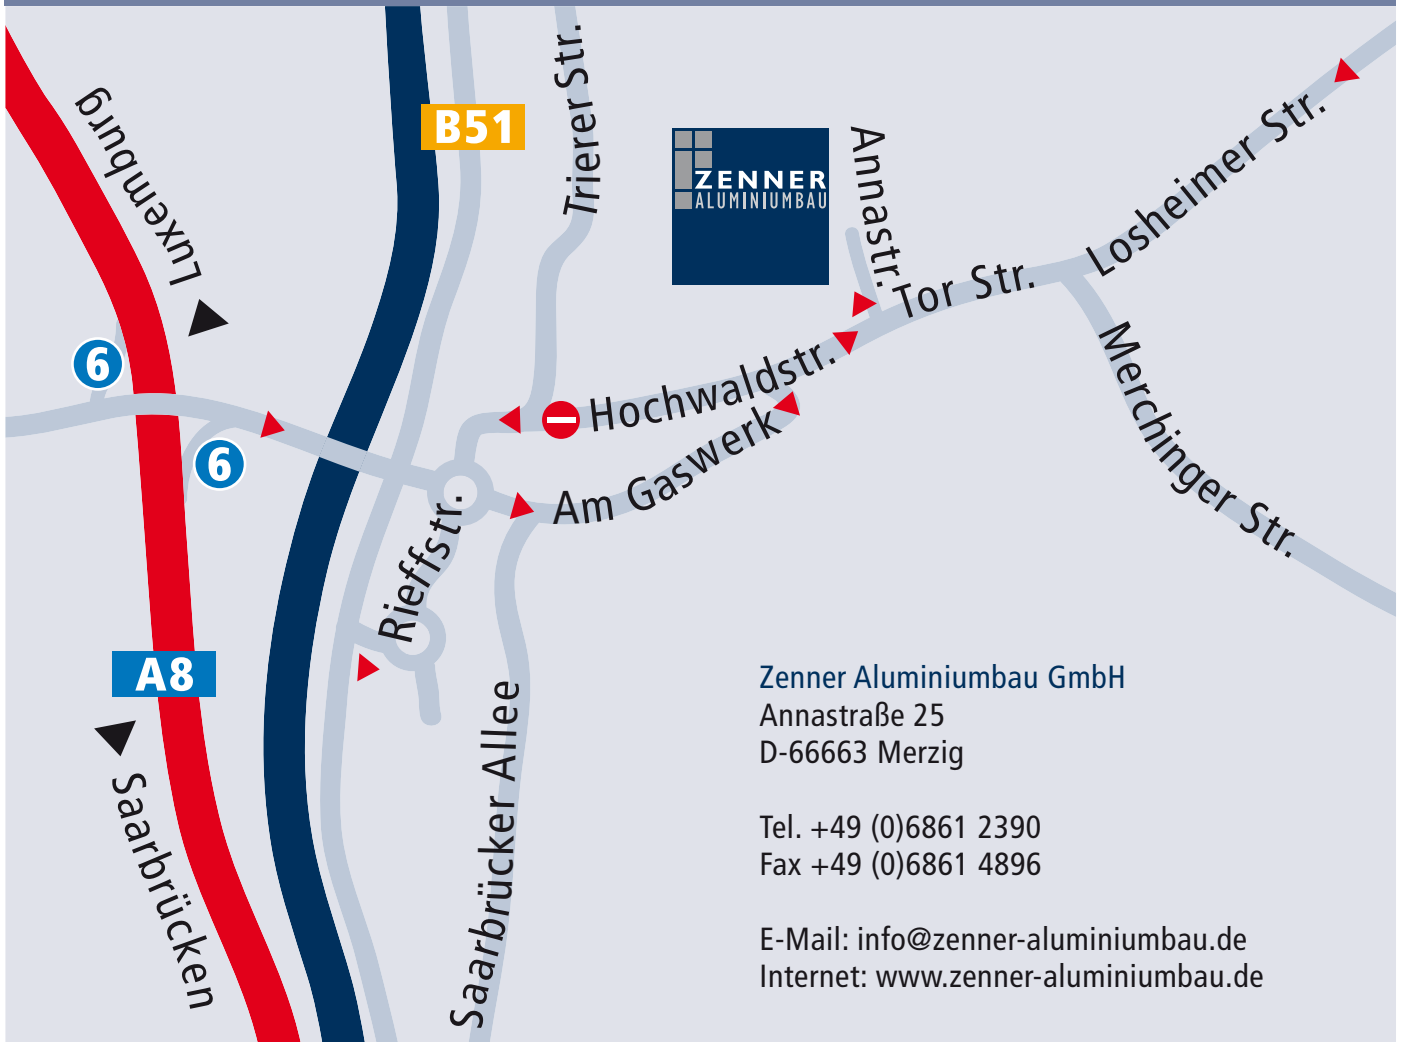 Luxemburg
B51
Trierer Str.
ZENNER
ALUMINIUMBAU
Annastr.
Losheimer Str.
Tor Str.
6
6
Hochwaldstr.
Am Gaswerk
Merchinger Str.
Rieffstr.
A8
Saarbrücken
Saarbrücker Allee
Zenner Aluminiumbau GmbH
Annastraße 25
D-66663 Merzig
Tel. +49 (0)6861 2390
Fax +49 (0)6861 4896
E-Mail: info@zenner-aluminiumbau.de
Internet: www.zenner-aluminiumbau.de